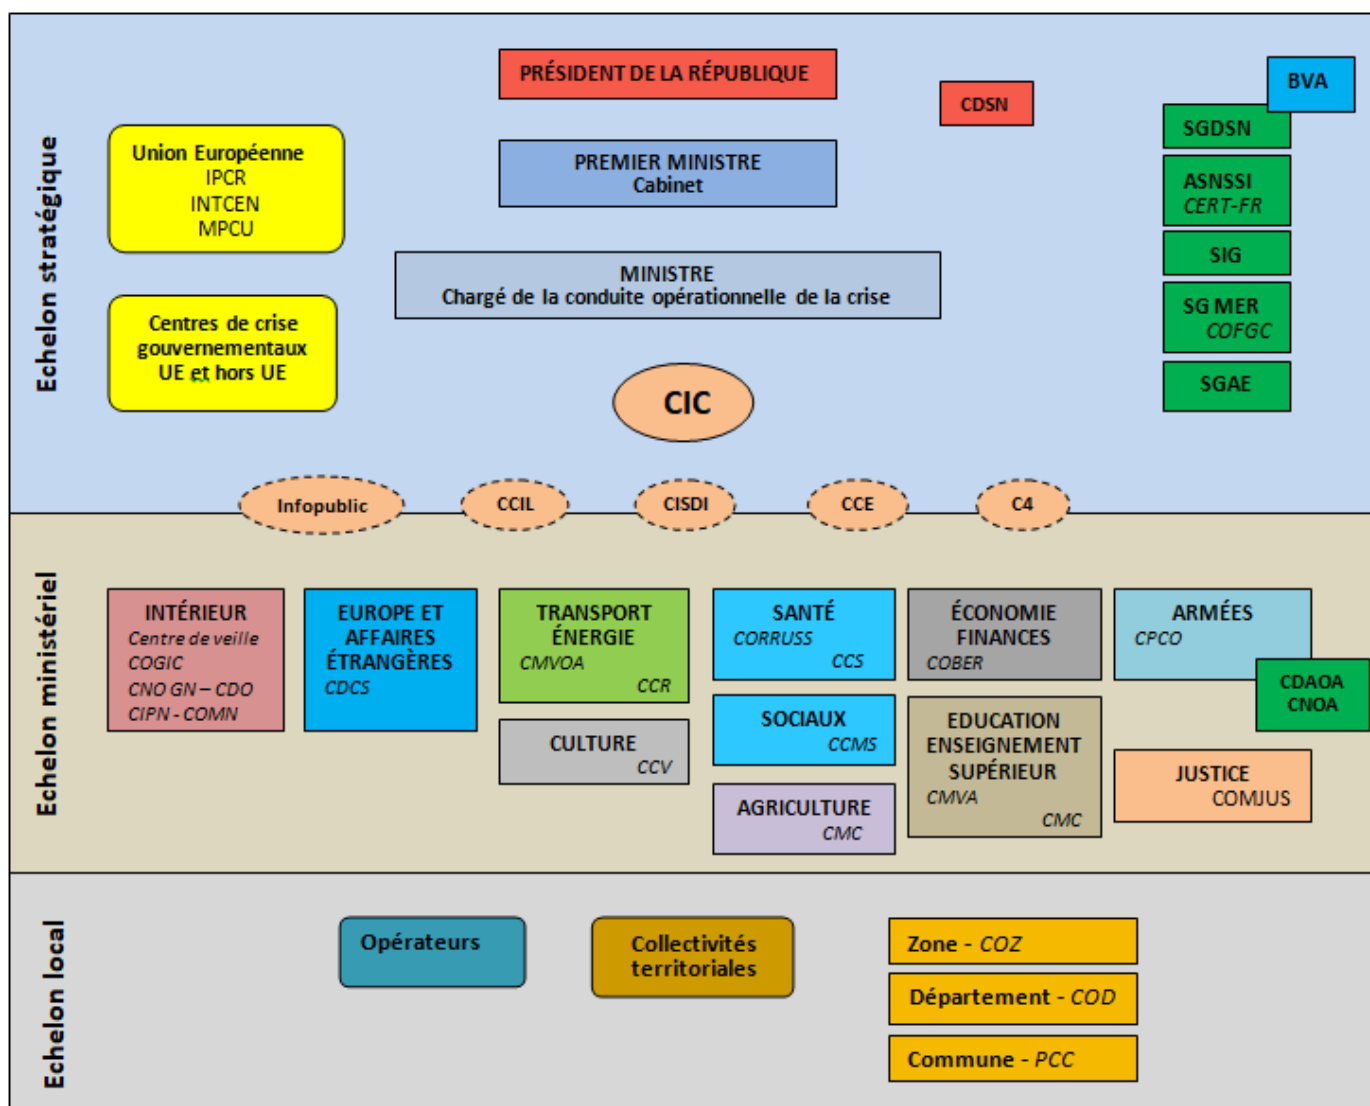 Echelon stratégique
PRÉSIDENT DE LA RÉPUBLIQUE
CDSN
BVA
SGDSN
Union Européenne
IPCR
INTCEN
MPCU
PREMIER MINISTRE
Cabinet
ASNSSI
CERT-FR
SIG
MINISTRE
Chargé de la conduite opérationnelle de la crise
SG MER
COFGC
Centres de crise
gouvernementaux
UE et hors UE
SGAE
CIC
Infopublic
CCIL
CISDI
CCE
C4
Echelon ministériel
INTÉRIEUR
Centre de veille
COGIC
CNO GN – CDO
CIPN - COMN
EUROPE ET
AFFAIRES
ÉTRANGÈRES
CDCS
TRANSPORT
ÉNERGIE
CMVOA
CCR
SANTÉ
CORRUSS
CCS
ÉCONOMIE
FINANCES
COBER
ARMÉES
CPCO
CDAOA
CNOA
CULTURE
CCV
SOCIAUX
CCMS
EDUCATION
ENSEIGNEMENT
SUPÉRIEUR
CMVA
CMC
JUSTICE
COMJUS
AGRICULTURE
CMC
Echelon local
Opérateurs
Collectivités
territoriales
Zone - COZ
Département - COD
Commune - PCC